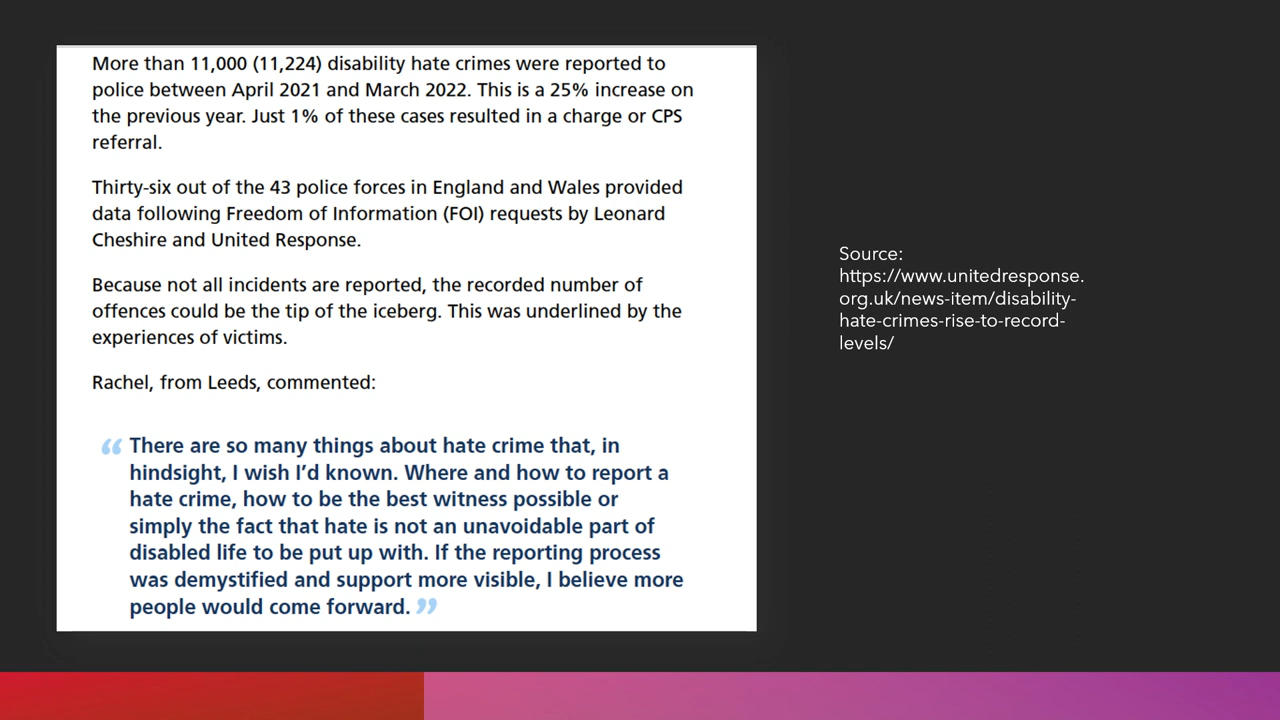 More than 11,000 (11,224) disability hate crimes were reported to
police between April 2021 and March 2022. This is a 25% increase on
the previous year. Just 1% of these cases resulted in a charge or CPS
referral.
Thirty-six out of the 43 police forces in England and Wales provided
data following Freedom of Information (FOI) requests by Leonard
Cheshire and United Response.
Because not all incidents are reported, the recorded number of
offences could be the tip of the iceberg. This was underlined by the
experiences of victims.
Rachel, from Leeds, commented:
“ There are so many things about hate crime that, in
hindsight, I wish I’d known. Where and how to report a
hate crime, how to be the best witness possible or
simply the fact that hate is not an unavoidable part of
disabled life to be put up with. If the reporting process
was demystified and support more visible, I believe more
people would come forward. ”
Source:
https://www.unitedresponse.
org.uk/news-item/disability-
hate-crimes-rise-to-record-
levels/